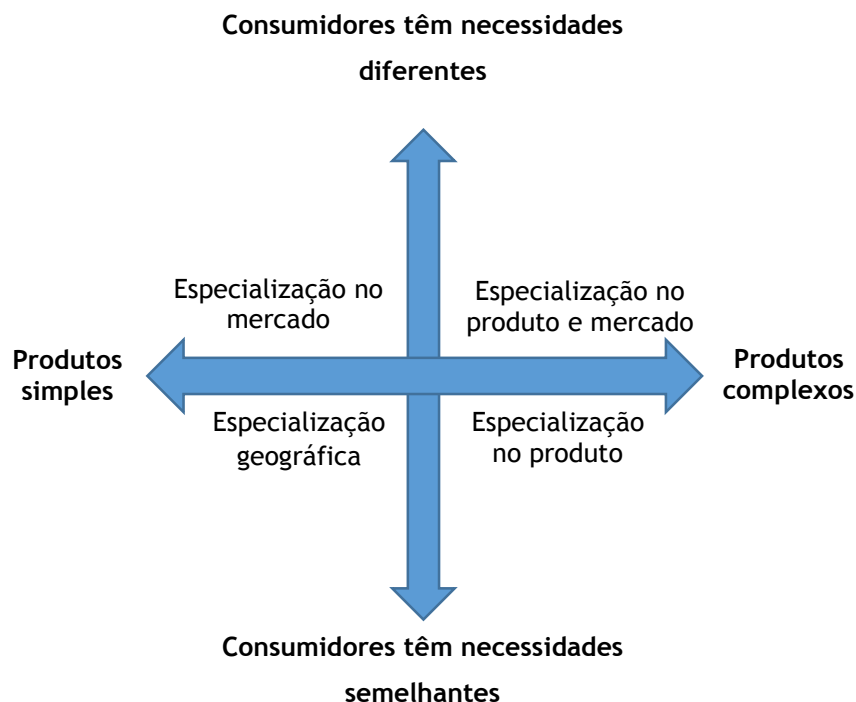 Consumidores têm necessidades
diferentes
Especialização no
mercado
Especialização no
produto e mercado
Produtos
simples
Produtos
complexos
Especialização
geográfica
Especialização
no produto
Consumidores têm necessidades
semelhantes